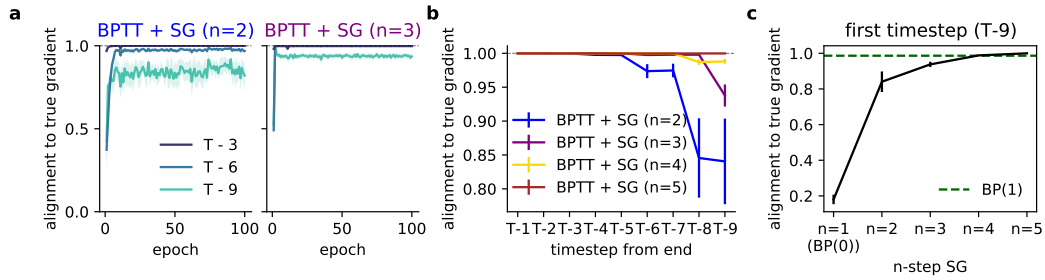 a
BPTT + SG (n=2)
BPTT + SG (n=3)
alignment to true gradient
1.0
0.5
0.0
T - 3
T - 6
T - 9
0
50
100
epoch
0
50
100
epoch
b
alignment to true gradient
1.00
0.95
0.90
0.85
0.80
BPTT + SG (n=2)
BPTT + SG (n=3)
BPTT + SG (n=4)
BPTT + SG (n=5)
T-1
T-2
T-3
T-4
T-5
T-6
T-7
T-8
T-9
timestep from end
c
first timestep (T-9)
alignment to true gradient
1.0
0.8
0.6
0.4
0.2
BP(1)
n=1
(BP(0))
n=2
n=3
n=4
n=5
n-step SG